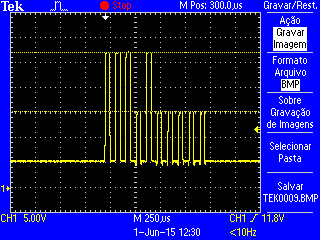 Tek
Stop
M Pos: 300.0µs
Gravar/Rest.
Ação
Gravar
Imagem
Formato
Arquivo
BMP
Sobre
Gravação
de Imagens
Selecionar
Pasta
Salvar
TEK0009.BMP
1
CH1 5.00V
M 250µs
CH1 / 11.8V
1-Jun-15 12:30
<10Hz